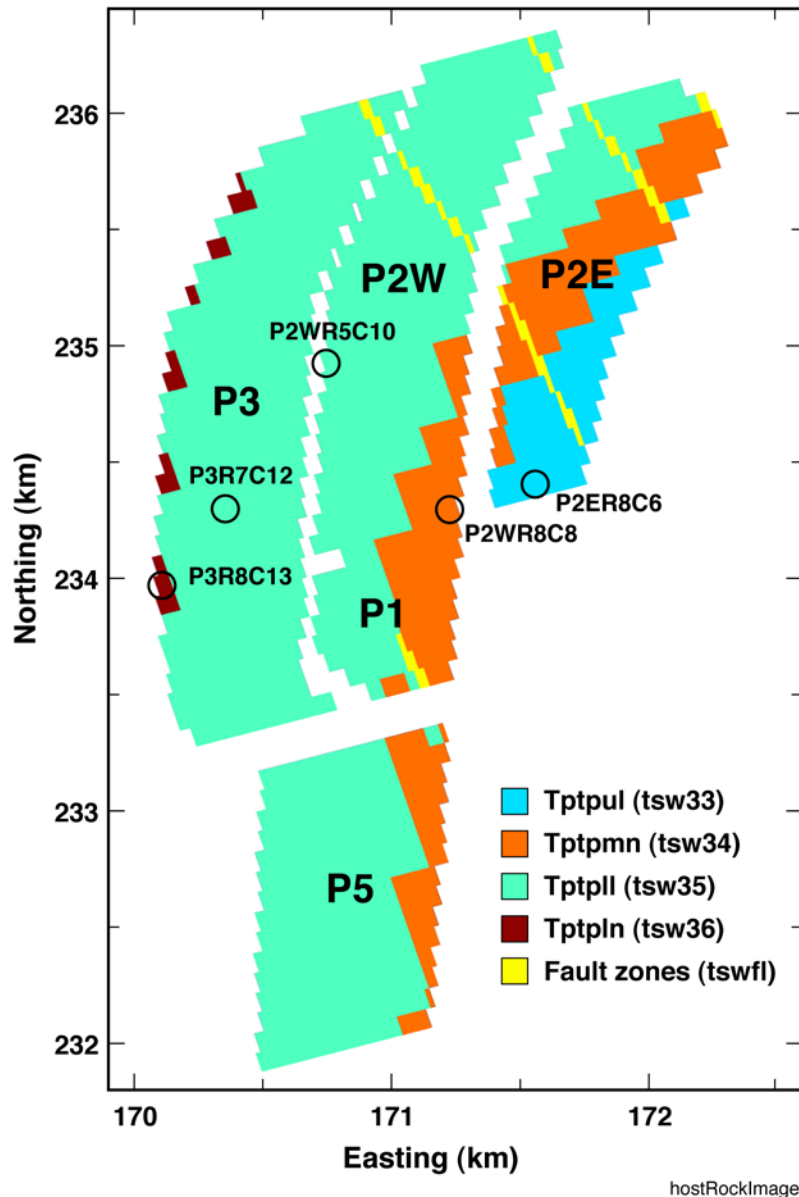 236
P2W
P2E
P2WR5C10
235
P3
P3R7C12
P2ER8C6
P2WR8C8
P3R8C13
234
P1
Northing (km)
233
P5
Tptpul (tsw33)
Tptpmn (tsw34)
Tptpll (tsw35)
Tptpln (tsw36)
Fault zones (tswfl)
232
170
171
172
Easting (km)
hostRockImage